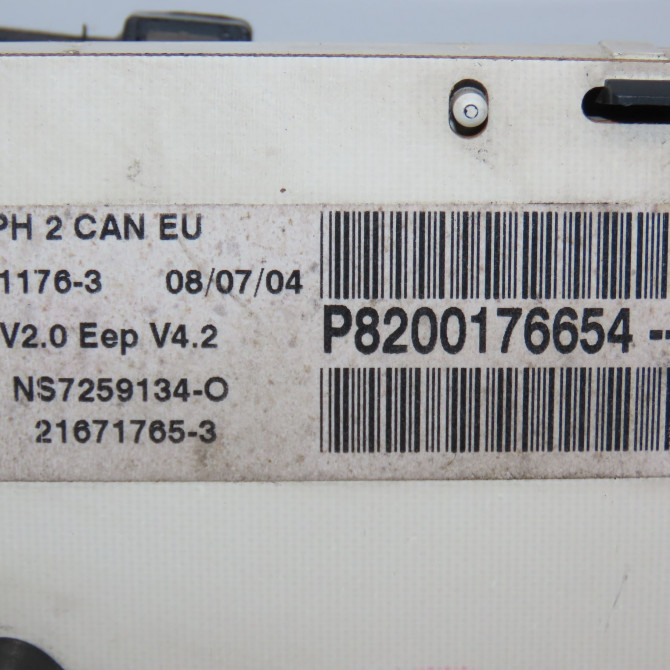 PH 2 CAN EU
1176-3 08/07/04
V2.0 Eep V4.2
P8200176654 --
NS7259134-O
21671765-3